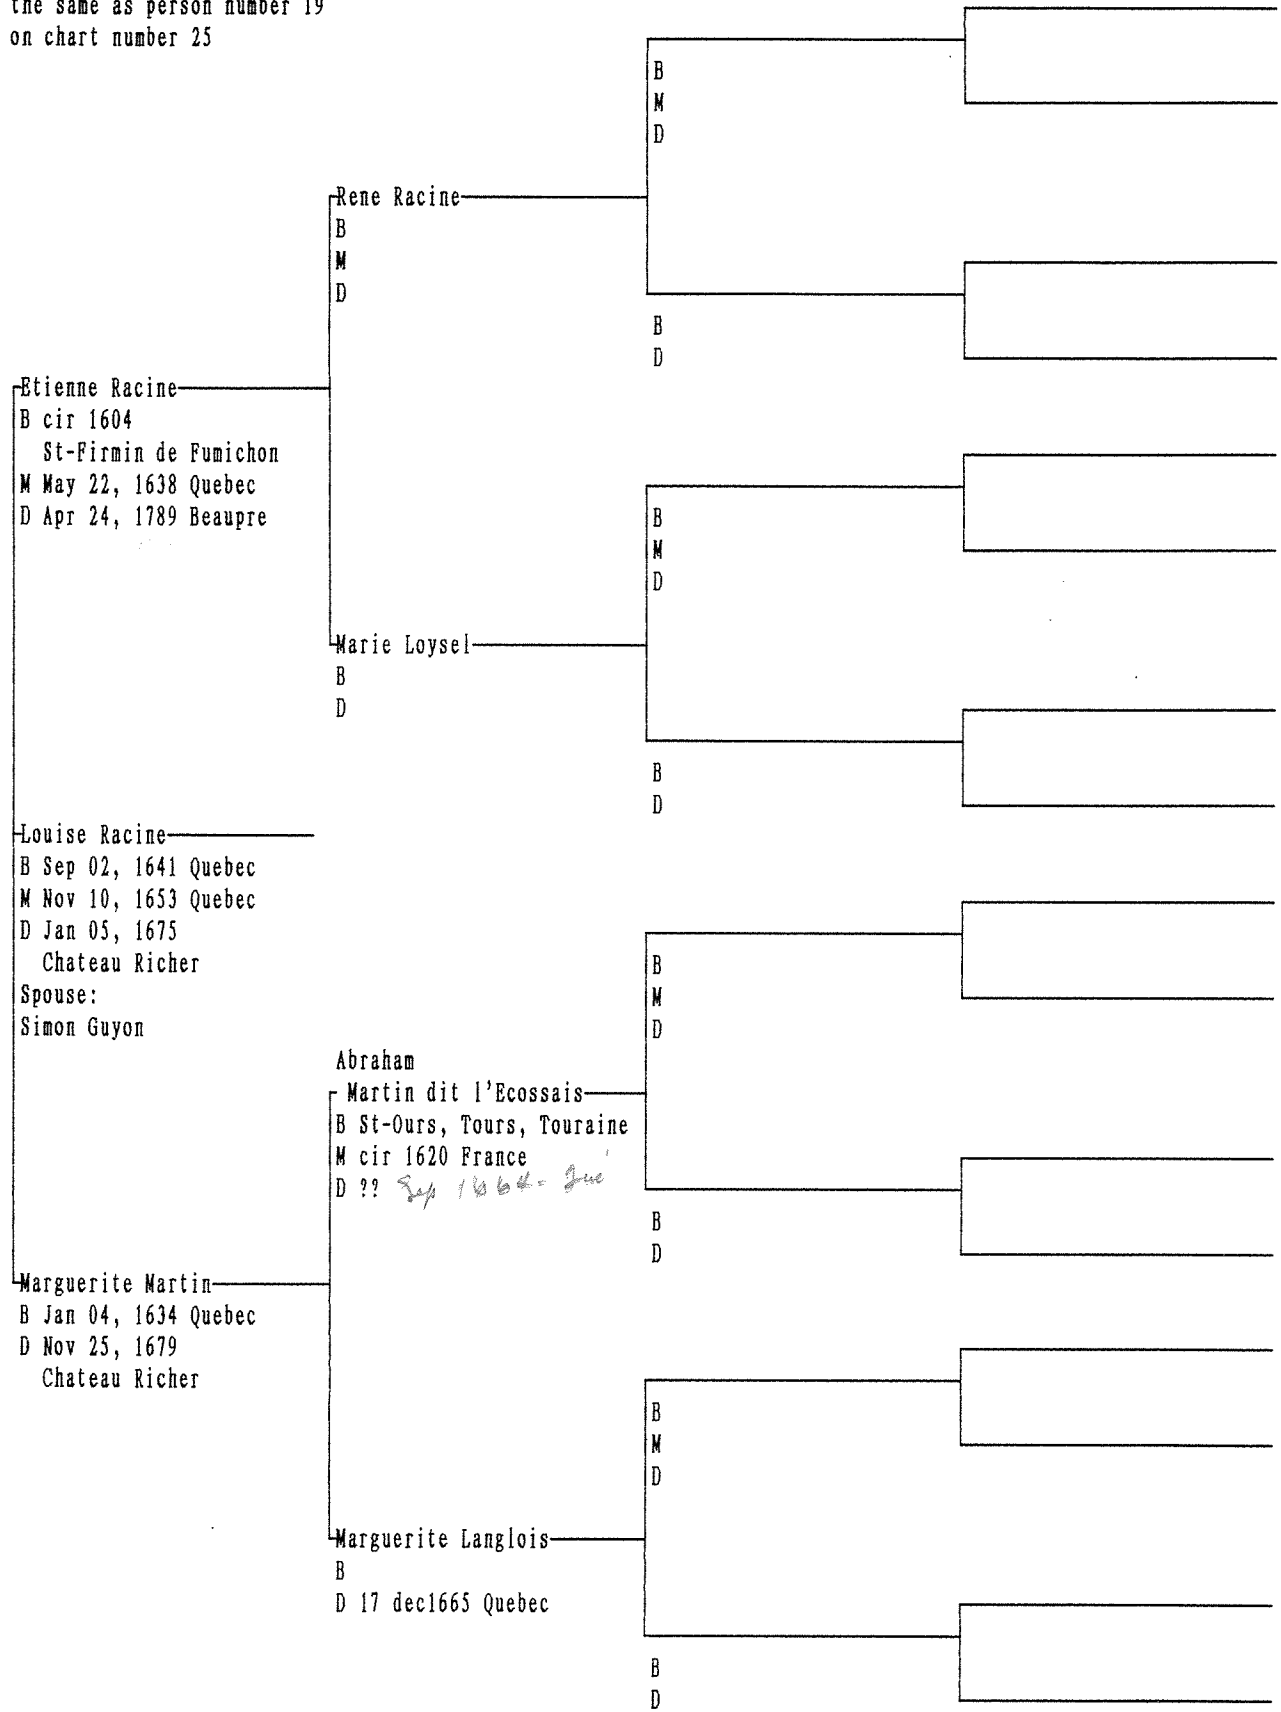 the same as person number 19
on chart number 25
B
M
D
Rene Racine
B
M
D
B
D
Etienne Racine
B cir 1604
St-Firmin de Fumichon
M May 22, 1638 Quebec
D Apr 24, 1789 Beaupre
B
M
D
Marie Loysel
B
D
B
D
Louise Racine
B Sep 02, 1641 Quebec
M Nov 10, 1653 Quebec
D Jan 05, 1675
Chateau Richer
Spouse:
Simon Guyon
B
M
D
Abraham
Martin dit l'Ecossais
B St-Ours, Tours, Touraine
M cir 1620 France
D ?? Sep 1664 - Qué
B
D
Marguerite Martin
B Jan 04, 1634 Quebec
D Nov 25, 1679
Chateau Richer
B
M
D
Marguerite Langlois
B
D 17 dec1665 Quebec
B
D